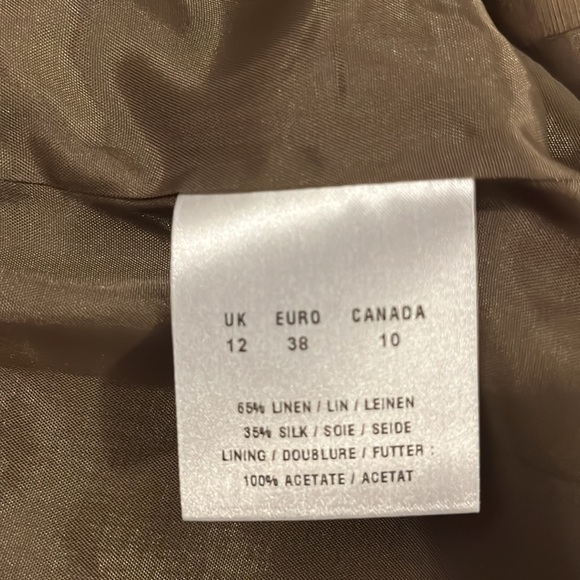 UK EURO CANADA
12 38 10
65% LINEN / LIN / LEINEN
35% SILK / SOIE / SEIDE
LINING / DOUBLURE / FUTTER :
100% ACETATE / ACETAT